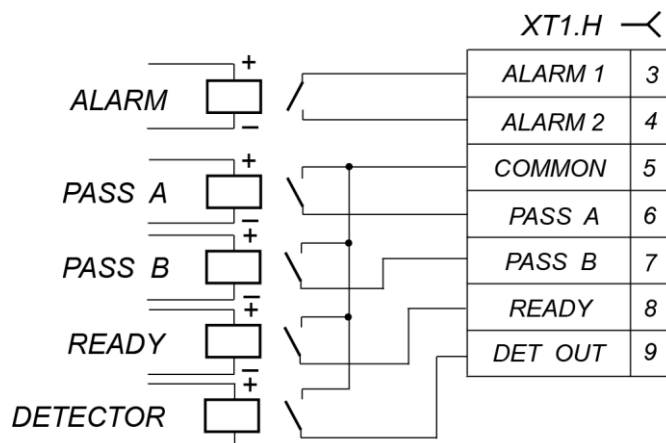 XT1.H
+
ALARM
−
ALARM 1 3
ALARM 2 4
+
PASS A
−
COMMON 5
PASS A 6
+
PASS B
−
PASS B 7
+
READY
−
READY 8
+
DETECTOR
DET OUT 9